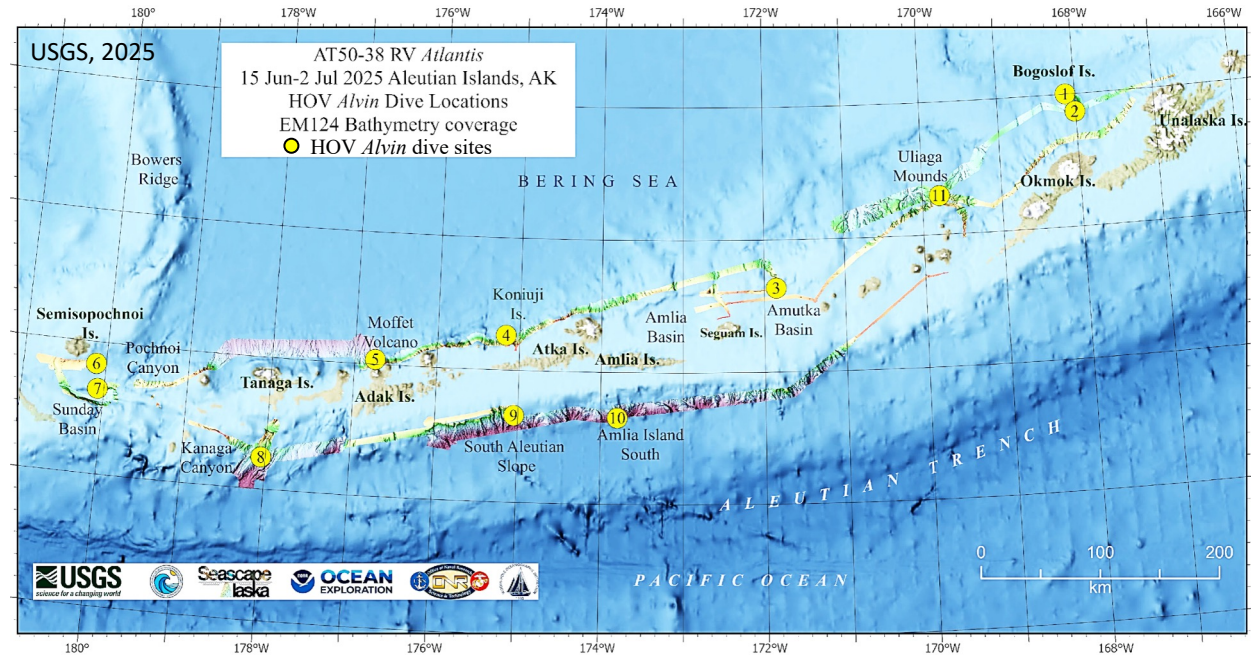 180° 178°W 176°W 174°W 172°W 170°W 168°W 166°W
USGS, 2025
AT50-38 RV Atlantis
15 Jun-2 Jul 2025 Aleutian Islands, AK
HOV Alvin Dive Locations
EM124 Bathymetry coverage
HOV Alvin dive sites
Bogoslof Is.
1
2
Unalaska Is.
Bowers
Ridge
BERING SEA
Uliaga
Mounds
11
Okmok Is.
Koniuji
Is.
4
3
Amlia
Basin
Seguam Is.
Amutka
Basin
Semisopochnoi
Is.
6
7
Pochnoi
Canyon
Sunday
Basin
Moffet
Volcano
5
Tanaga Is.
Adak Is.
Atka Is.
Amlia Is.
Kanaga
Canyon
8
9
South Aleutian
Slope
10
Amlia Island
South
ALEUTIAN TRENCH
PACIFIC OCEAN
0 100 200
km
USGS
science for a changing world
Seascape
laska
NOAA
OCEAN
EXPLORATION
ONR
180° 178°W 176°W 174°W 172°W 170°W 168°W